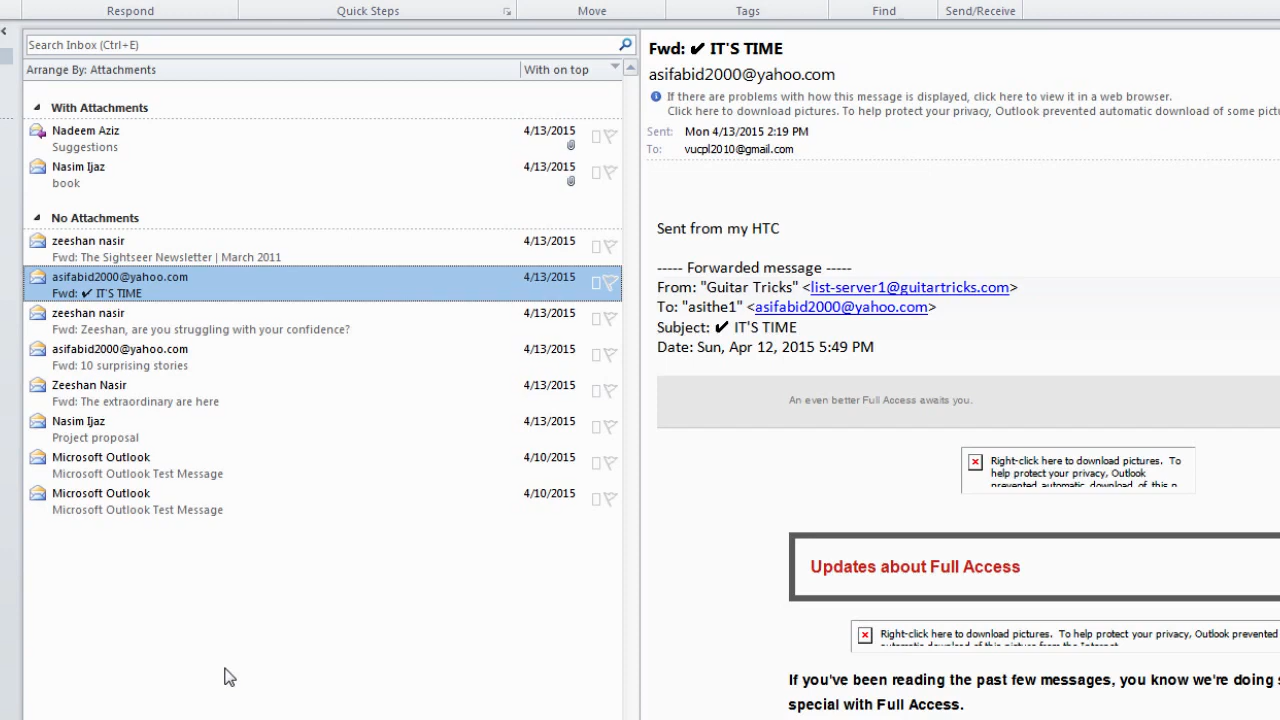 Respond
Quick Steps
Move
Tags
Find
Send/Receive
Search Inbox (Ctrl+E)
Arrange By: Attachments
With on top
With Attachments
Nadeem Aziz 4/13/2015
Suggestions
Nasim Ijaz 4/13/2015
book
No Attachments
zeeshan nasir 4/13/2015
Fwd: The Sightseer Newsletter | March 2011
asifabid2000@yahoo.com 4/13/2015
Fwd: ✔ IT'S TIME
zeeshan nasir 4/13/2015
Fwd: Zeeshan, are you struggling with your confidence?
asifabid2000@yahoo.com 4/13/2015
Fwd: 10 surprising stories
Zeeshan Nasir 4/13/2015
Fwd: The extraordinary are here
Nasim Ijaz 4/13/2015
Project proposal
Microsoft Outlook 4/10/2015
Microsoft Outlook Test Message
Microsoft Outlook 4/10/2015
Microsoft Outlook Test Message
Fwd: ✔ IT'S TIME
asifabid2000@yahoo.com
If there are problems with how this message is displayed, click here to view it in a web browser.
Click here to download pictures. To help protect your privacy, Outlook prevented automatic download of some pictu
Sent: Mon 4/13/2015 2:19 PM
To: vucpl2010@gmail.com
Sent from my HTC
----- Forwarded message -----
From: "Guitar Tricks" <list-server1@guitartricks.com>
To: "asithe1" <asifabid2000@yahoo.com>
Subject: ✔ IT'S TIME
Date: Sun, Apr 12, 2015 5:49 PM
An even better Full Access awaits you.
Right-click here to download pictures. To
help protect your privacy, Outlook
prevented automatic download of this p
Updates about Full Access
Right-click here to download pictures. To help protect your privacy, Outlook prevented
automatic download of this picture from the Internet.
If you've been reading the past few messages, you know we're doing s
special with Full Access.